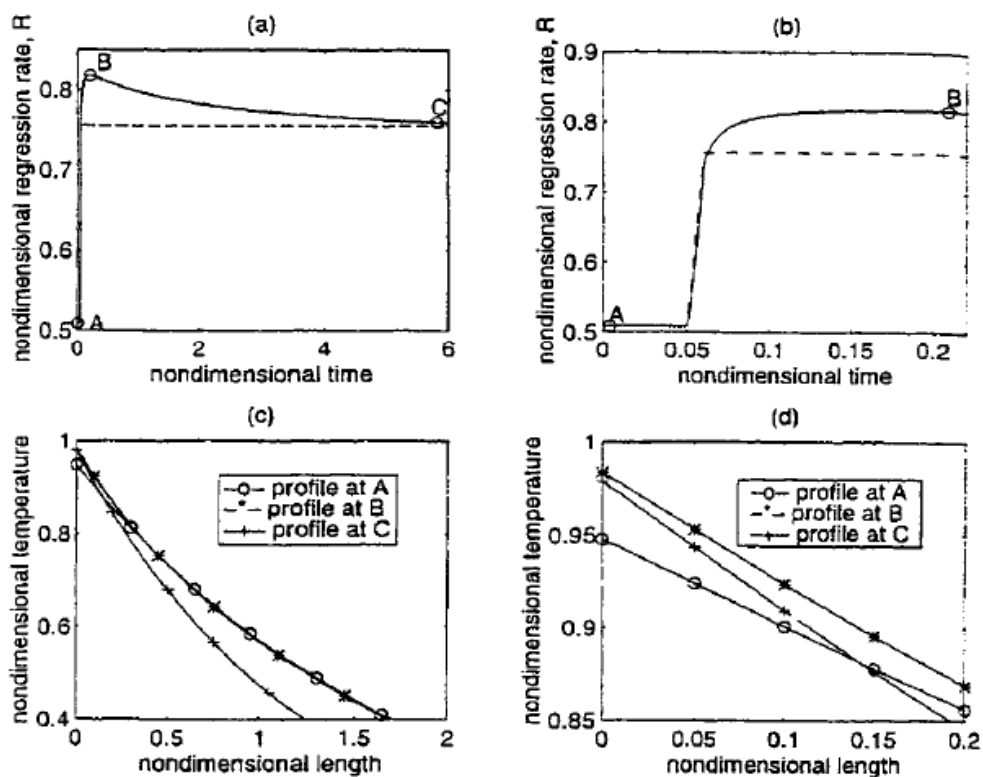 (a)
nondimensional regression rate, R
0.8
0.7
0.6
0.5
B
C
A
0
2
4
6
nondimensional time
(b)
nondimensional regression rate, R
0.9
0.8
0.7
0.6
0.5
A
B
0
0.05
0.1
0.15
0.2
nondimensional time
(c)
nondimensional temperature
1
0.8
0.6
0.4
profile at A
profile at B
profile at C
0
0.5
1
1.5
2
nondimensional length
(d)
nondimensional temperature
1
0.95
0.9
0.85
profile at A
profile at B
profile at C
0
0.05
0.1
0.15
0.2
nondimensional length